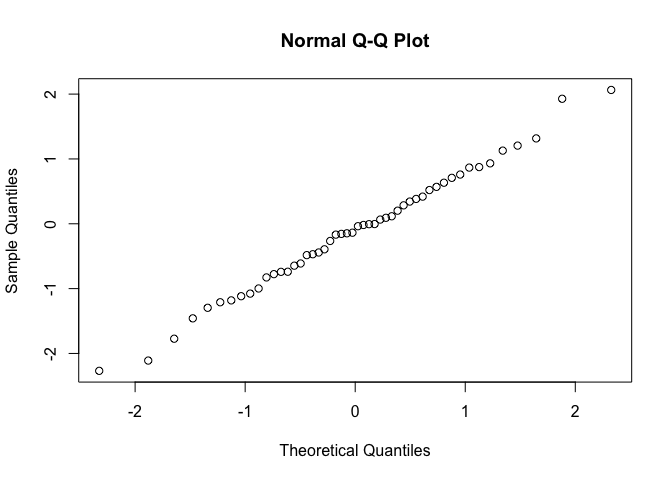 Normal Q-Q Plot
2
1
0
-1
-2
Sample Quantiles
-2 -1 0 1 2
Theoretical Quantiles